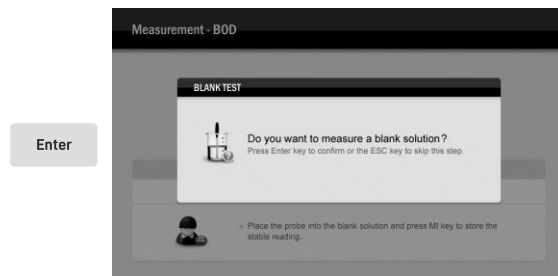 Measurement - BOD
BLANK TEST
Enter
Do you want to measure a blank solution?
Press Enter key to confirm or the ESC key to skip this step.
Place the probe into the blank solution and press MI key to store the
stable reading.